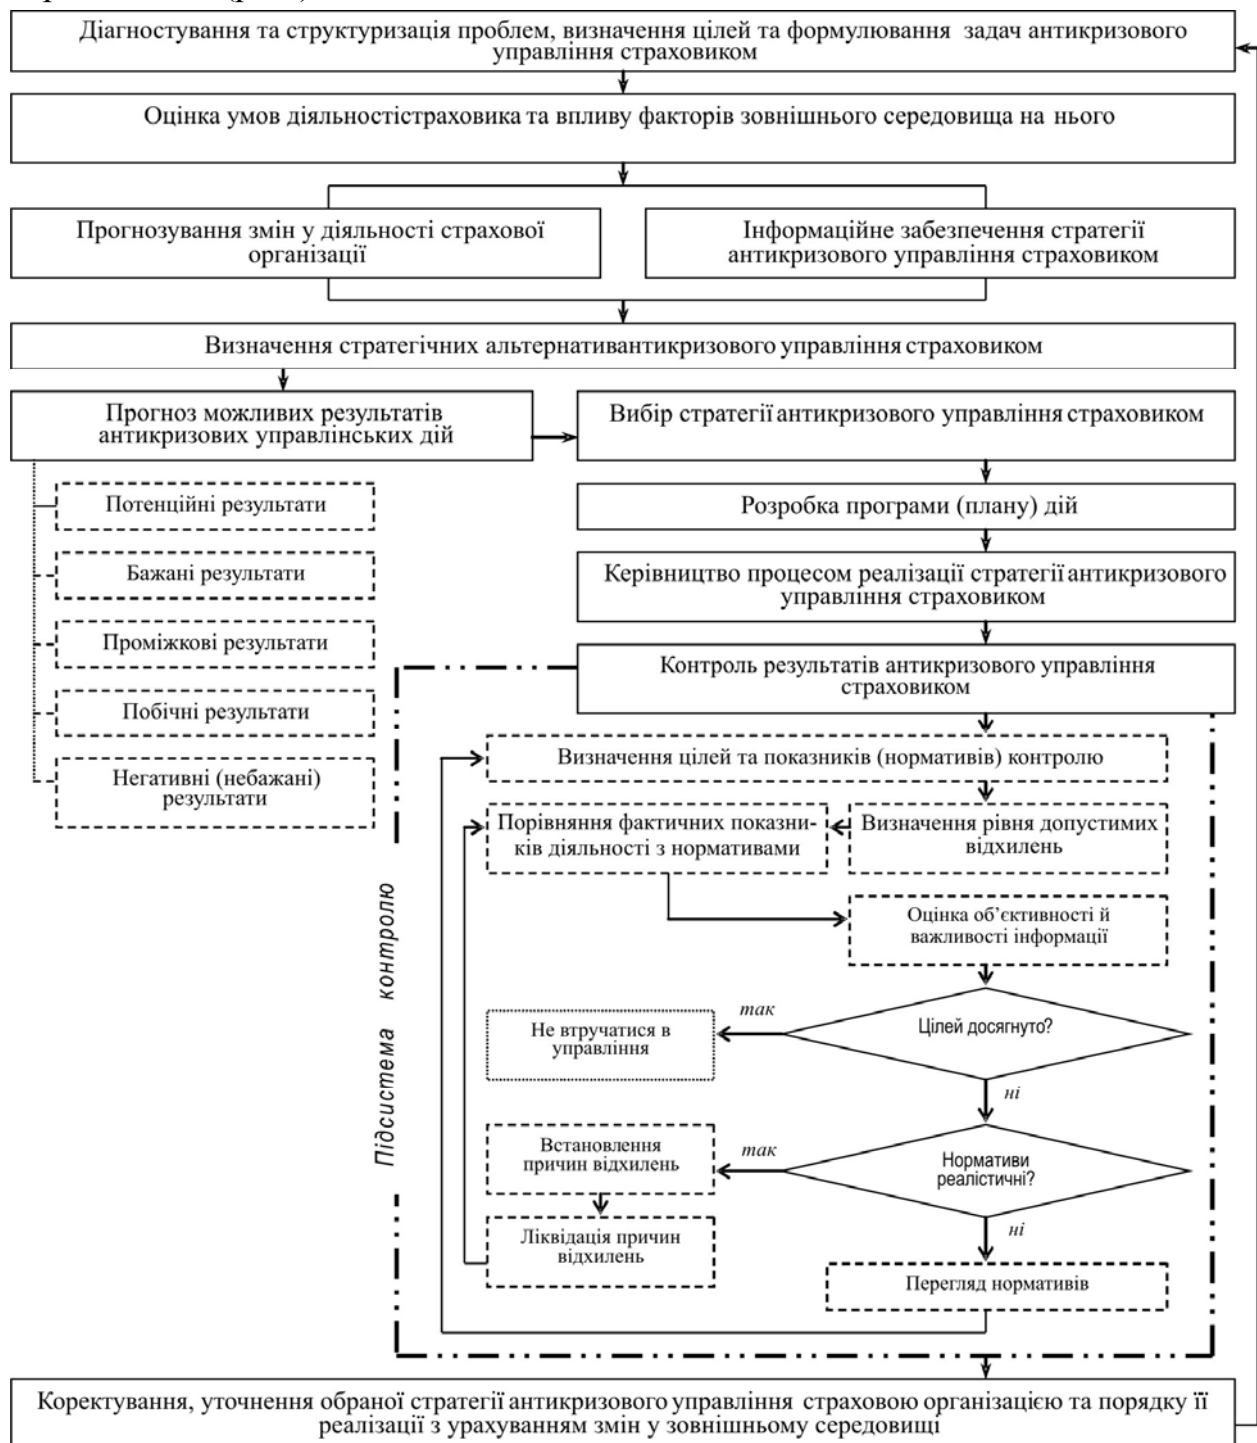 Діагностування та структуризація проблем, визначення цілей та формулювання задач антикризового
управління страховиком
Оцінка умов діяльностістраховика та впливу факторів зовнішнього середовища на нього
Прогнозування змін у діяльності страхової
організації
Інформаційне забезпечення стратегії
антикризового управління страховиком
Визначення стратегічних альтернативантикризового управління страховиком
Прогноз можливих результатів
антикризових управлінських дій
Вибір стратегії антикризового управління страховиком
Потенційні результати
Бажані результати
Проміжкові результати
Побічні результати
Негативні (небажані)
результати
Розробка програми (плану) дій
Керівництво процесом реалізації стратегії антикризового
управління страховиком
Контроль результатів антикризового управління
страховиком
Підсистема контролю
Визначення цілей та показників (нормативів) контролю
Порівняння фактичних показни-
ків діяльності з нормативами
Визначення рівня допустимих
відхилень
Оцінка об’єктивності й
важливості інформації
Цілей досягнуто?
так
Не втручатися в
управління
ні
Нормативи
реалістичні?
так
Встановлення
причин відхилень
Ліквідація причин
відхилень
ні
Перегляд нормативів
Коректування, уточнення обраної стратегії антикризового управління страховою організацією та порядку її
реалізації з урахуванням змін у зовнішньому середовищі